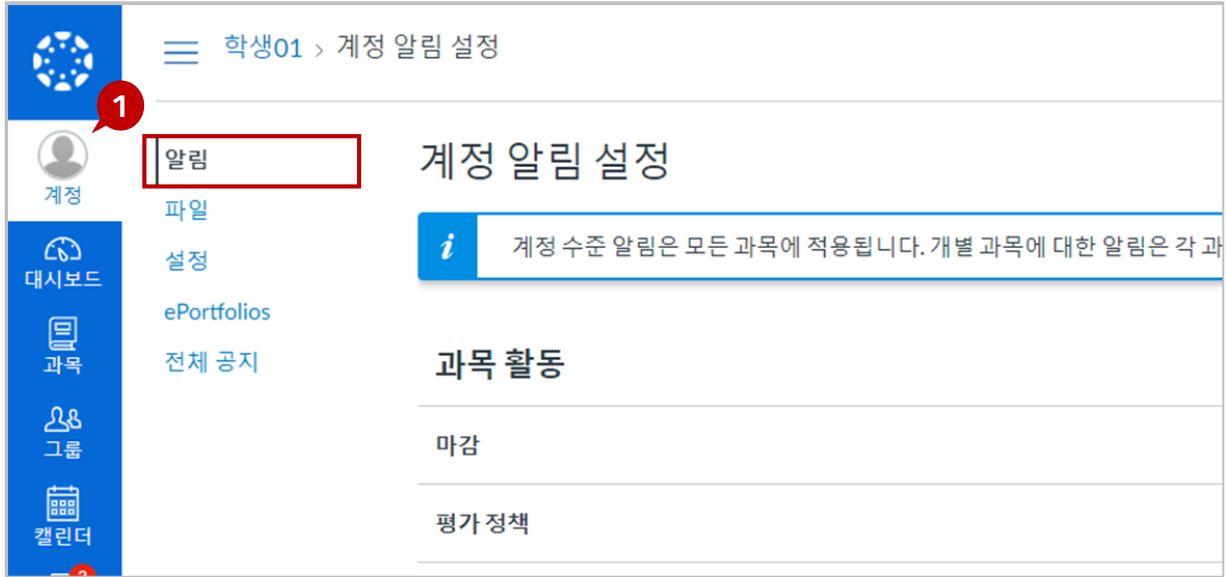 학생01 > 계정 알림 설정
1
계정
대시보드
과목
그룹
캘린더
알림
파일
설정
ePortfolios
전체 공지
계정 알림 설정
i
계정 수준 알림은 모든 과목에 적용됩니다. 개별 과목에 대한 알림은 각 과
과목 활동
마감
평가 정책